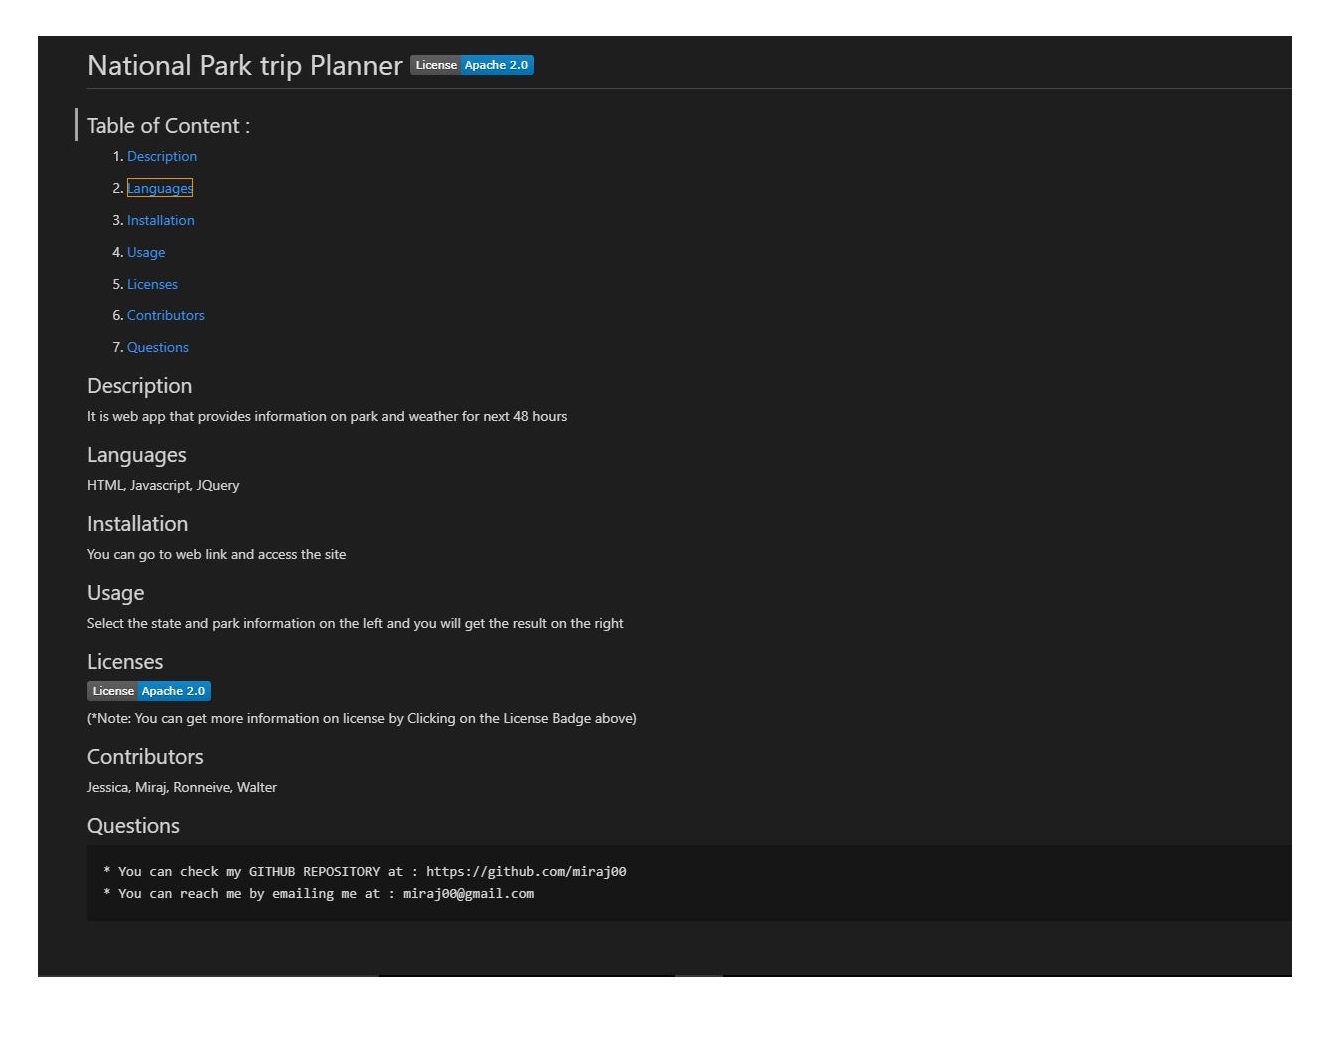 National Park trip Planner License Apache 2.0
Table of Content :
1. Description
2. Languages
3. Installation
4. Usage
5. Licenses
6. Contributors
7. Questions
Description
It is web app that provides information on park and weather for next 48 hours
Languages
HTML, Javascript, JQuery
Installation
You can go to web link and access the site
Usage
Select the state and park information on the left and you will get the result on the right
Licenses
License Apache 2.0
(*Note: You can get more information on license by Clicking on the License Badge above)
Contributors
Jessica, Miraj, Ronneive, Walter
Questions
* You can check my GITHUB REPOSITORY at : https://github.com/miraj00
* You can reach me by emailing me at : miraj00@gmail.com